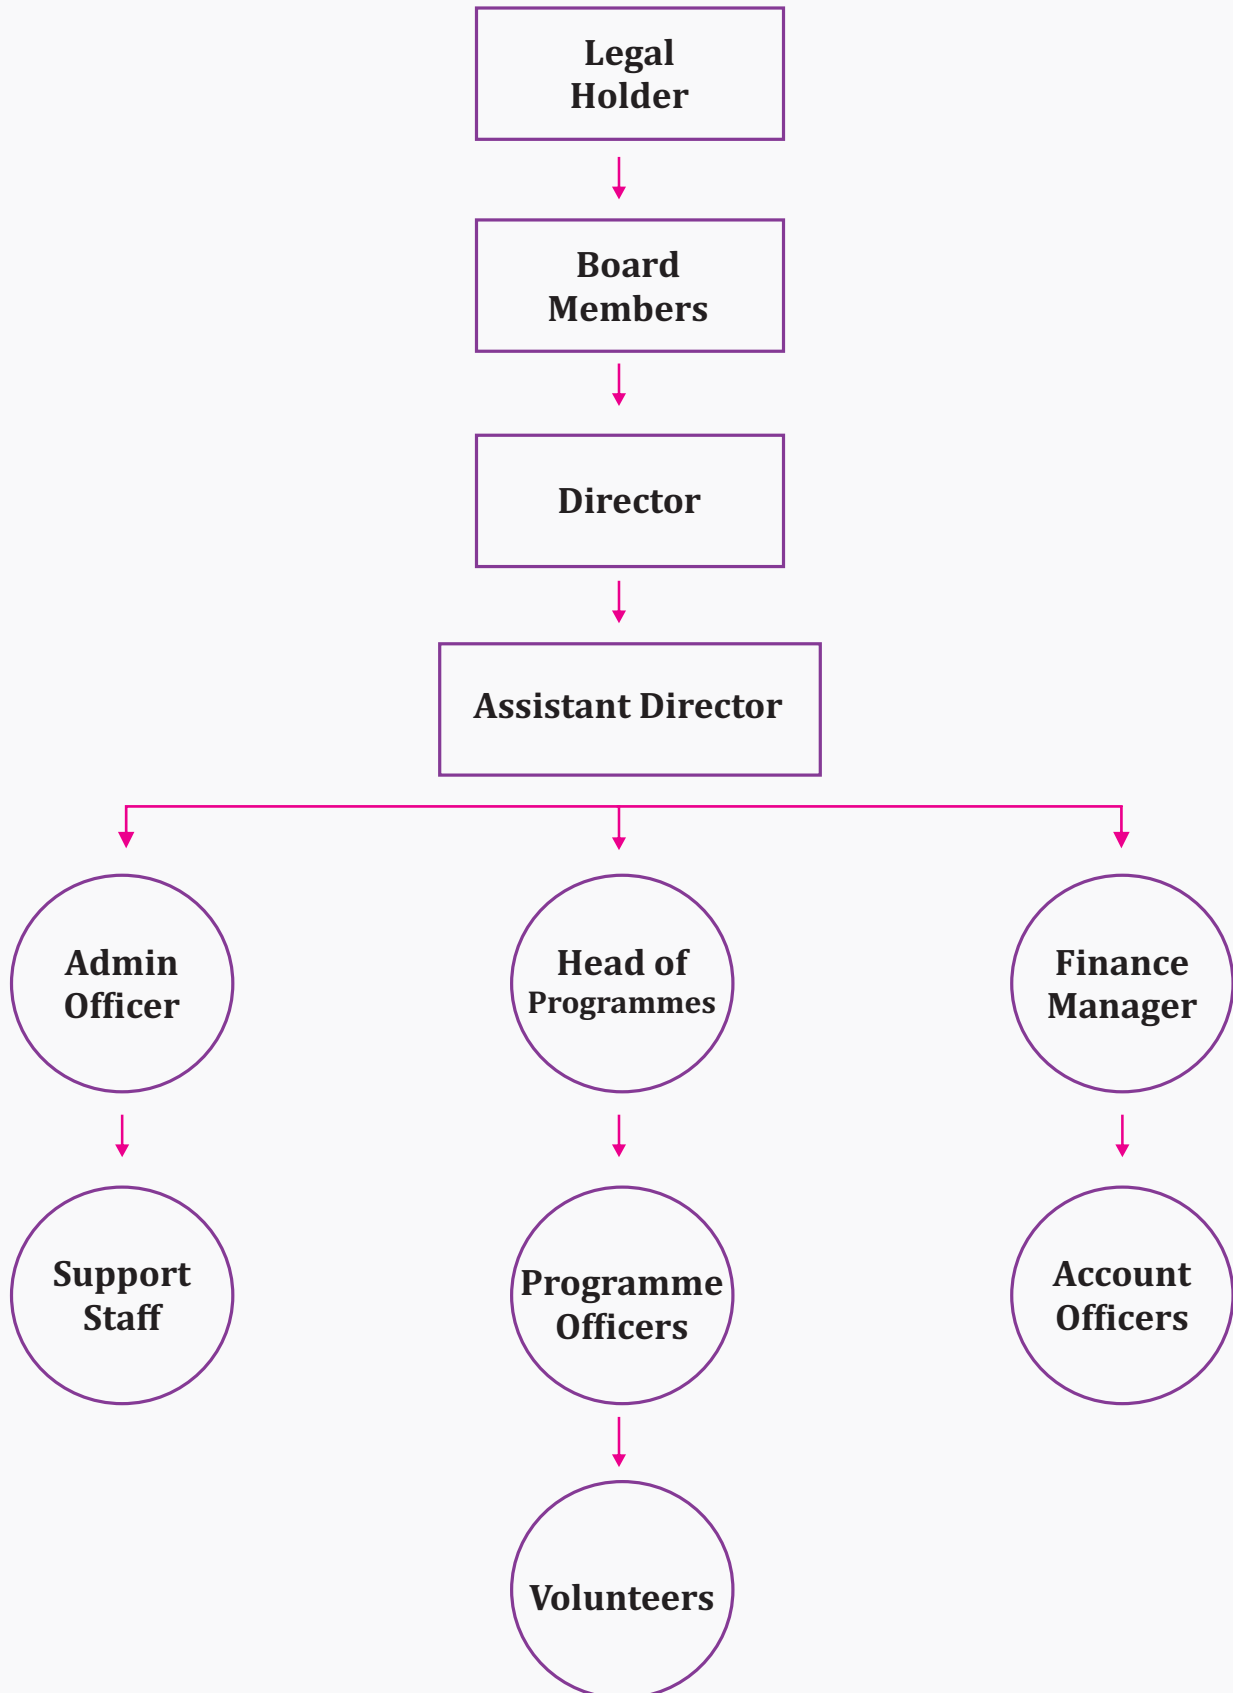 Legal
Holder
Board
Members
Director
Assistant Director
Admin
Officer
Head of
Programmes
Finance
Manager
Support
Staff
Programme
Officers
Account
Officers
Volunteers